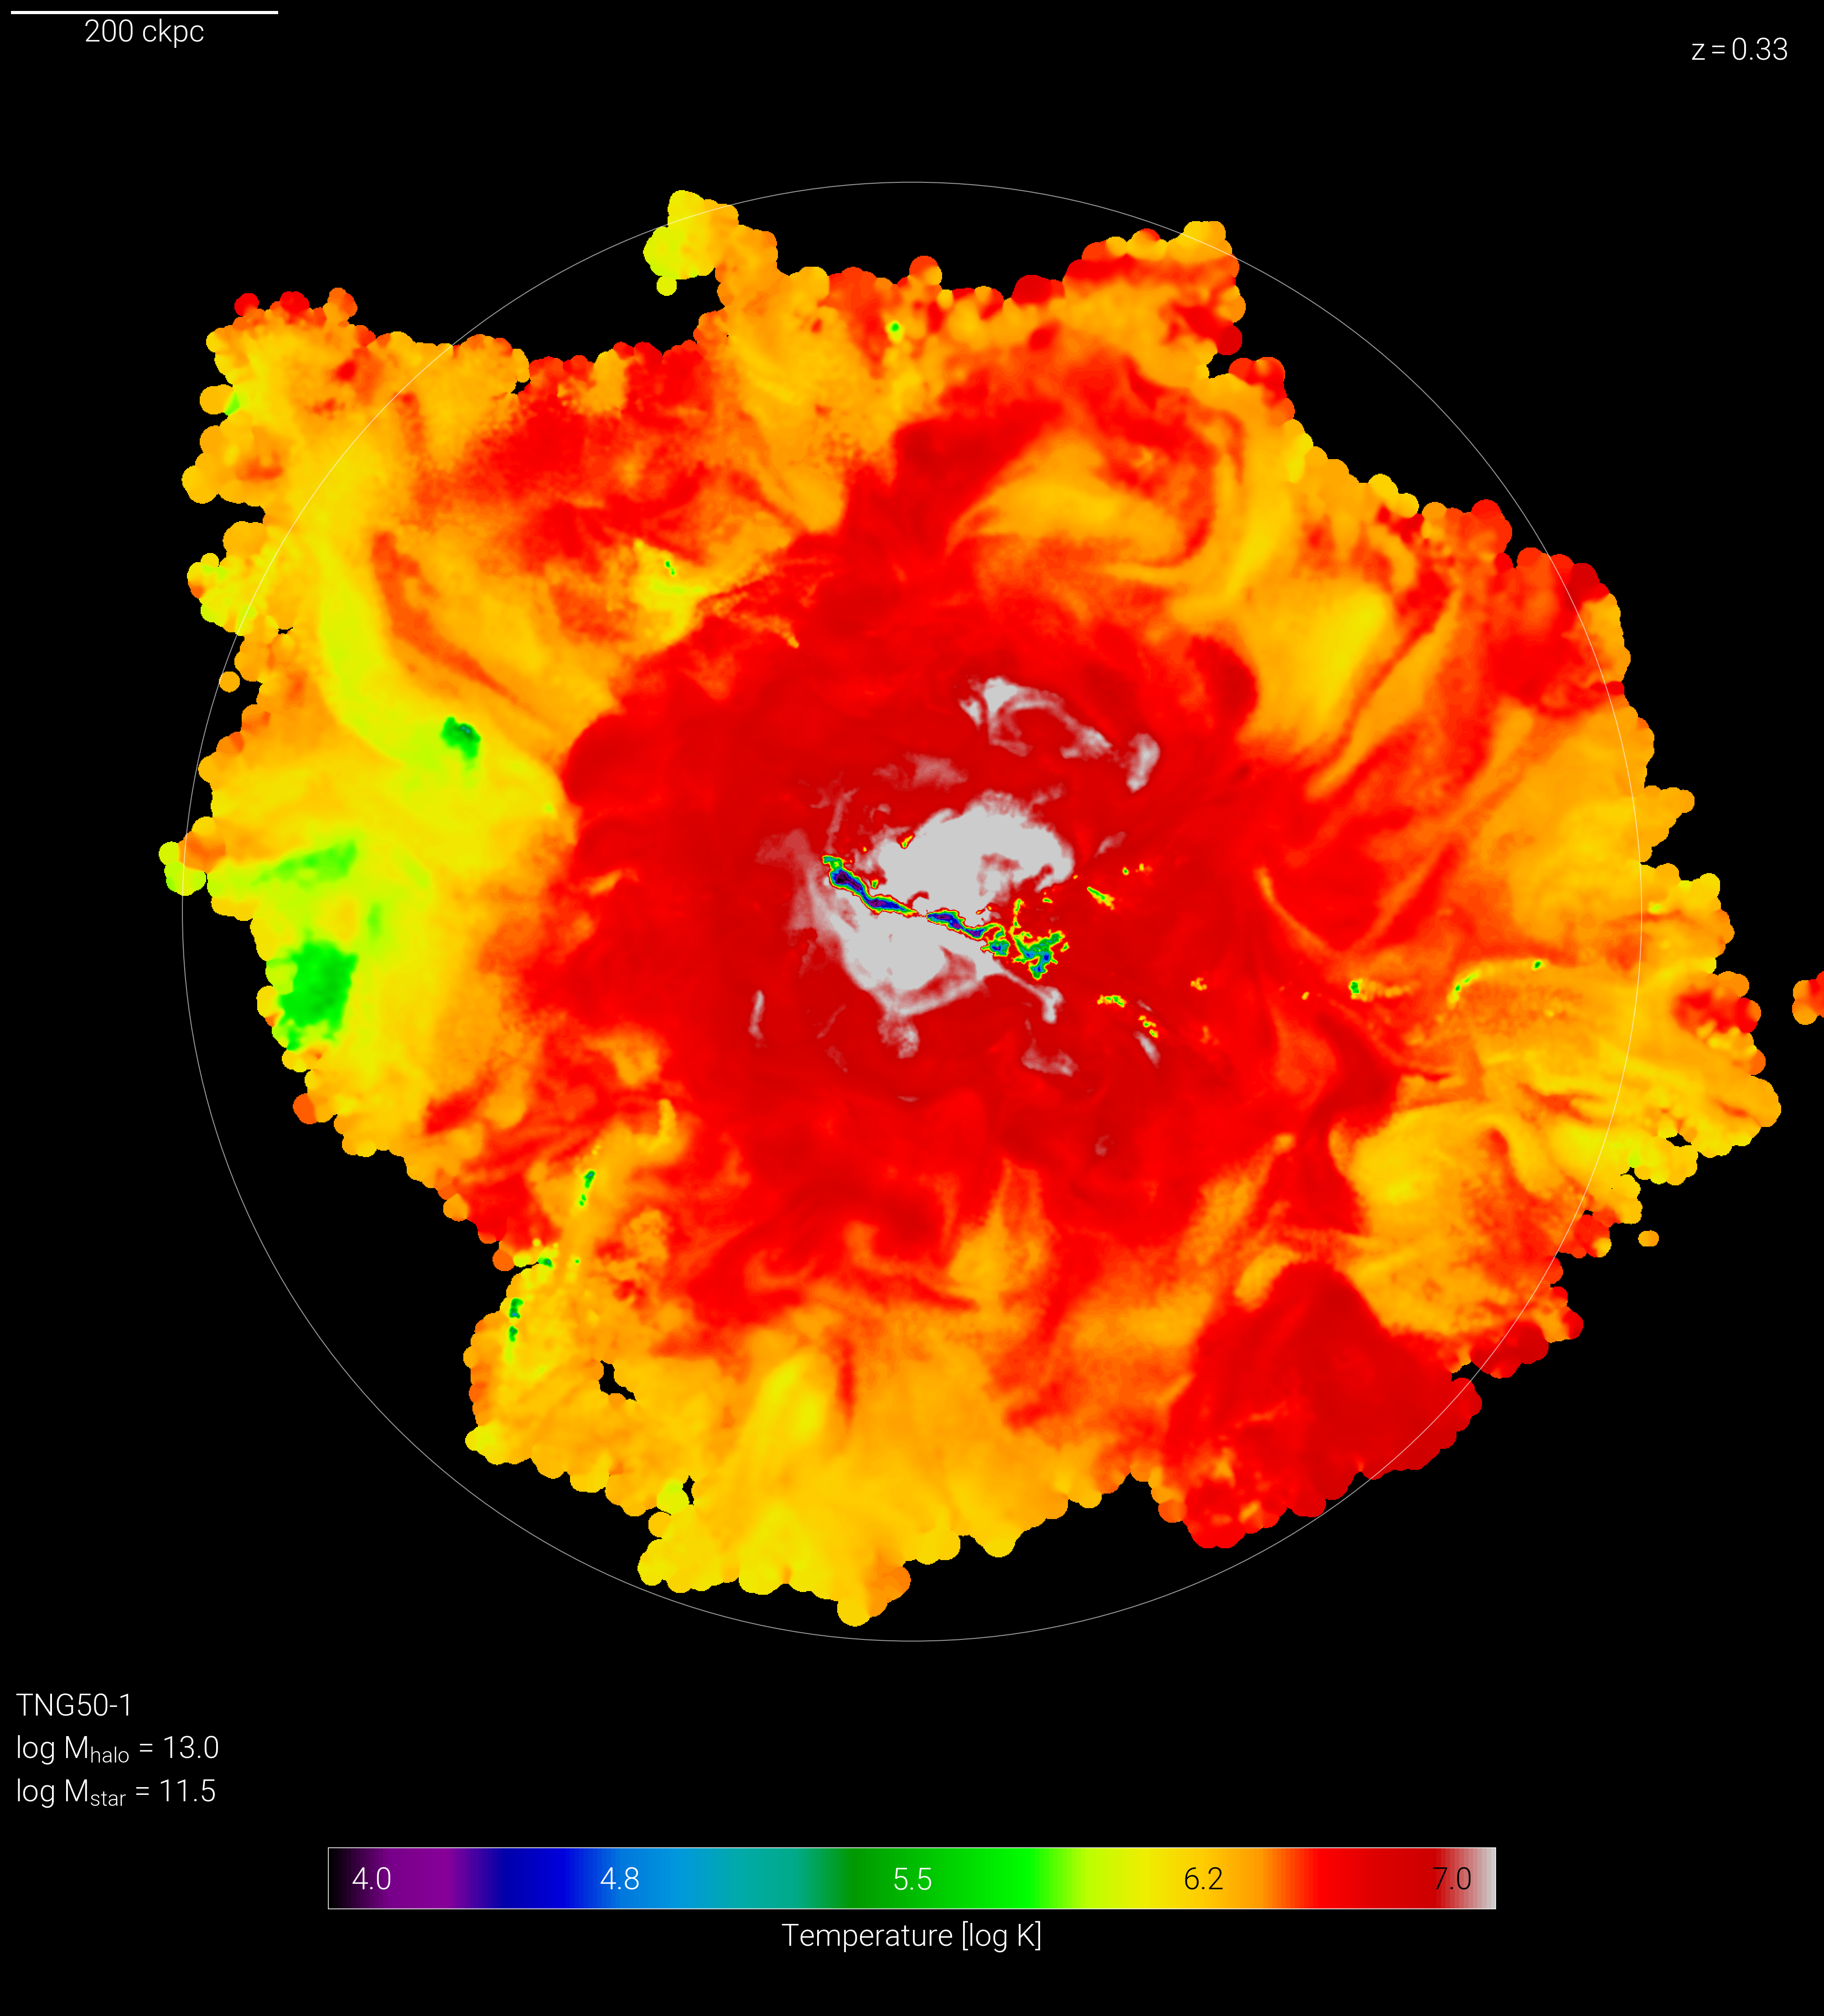 200 ckpc
z = 0.33
TNG50-1
log Mhalo = 13.0
log Mstar = 11.5
4.0 4.8 5.5 6.2 7.0
Temperature [log K]